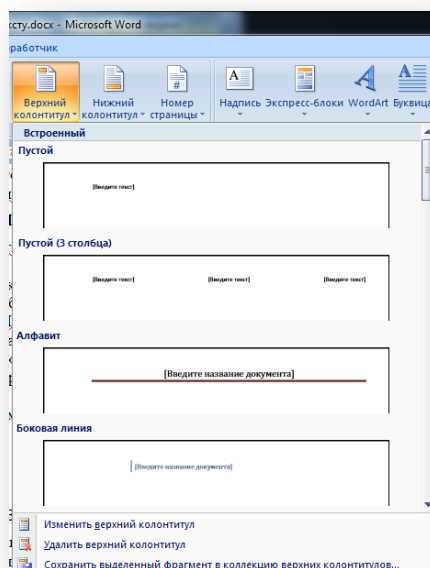 ксту.docx - Microsoft Word
зработчик
Верхний колонтитул
Нижний колонтитул
Номер страницы
Надпись
Экспресс-блоки
WordArt
Буквица
Встроенный
Пустой
[Введите текст]
Пустой (3 столбца)
[Введите текст] [Введите текст] [Введите текст]
Алфавит
[Введите название документа]
Боковая линия
[Введите название документа]
Изменить верхний колонтитул
Удалить верхний колонтитул
Сохранить выделенный фрагмент в коллекцию верхних колонтитулов...